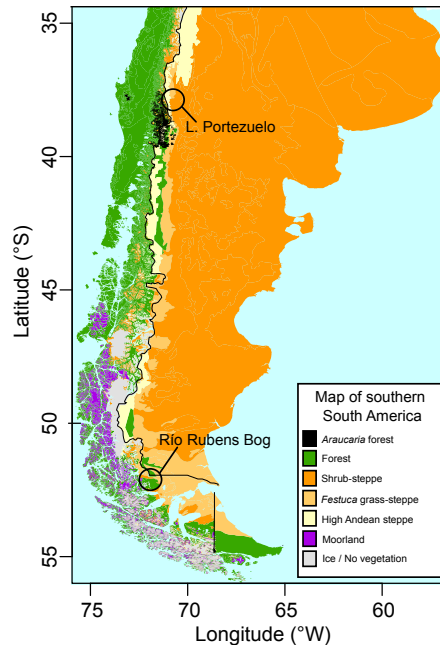 35
40
45
50
55
Latitude (°S)
L. Portezuelo
Río Rubens Bog
Map of southern
South America
Araucaria forest
Forest
Shrub-steppe
Festuca grass-steppe
High Andean steppe
Moorland
Ice / No vegetation
75 70 65 60
Longitude (°W)